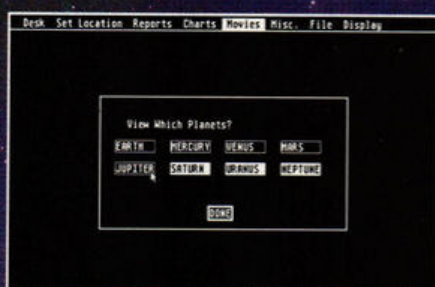 Desk Set Location Reports Charts Movies Misc. File Display
View Which Planets?
EARTH MERCURY VENUS MARS
JUPITER SATURN URANUS NEPTUNE
DONE